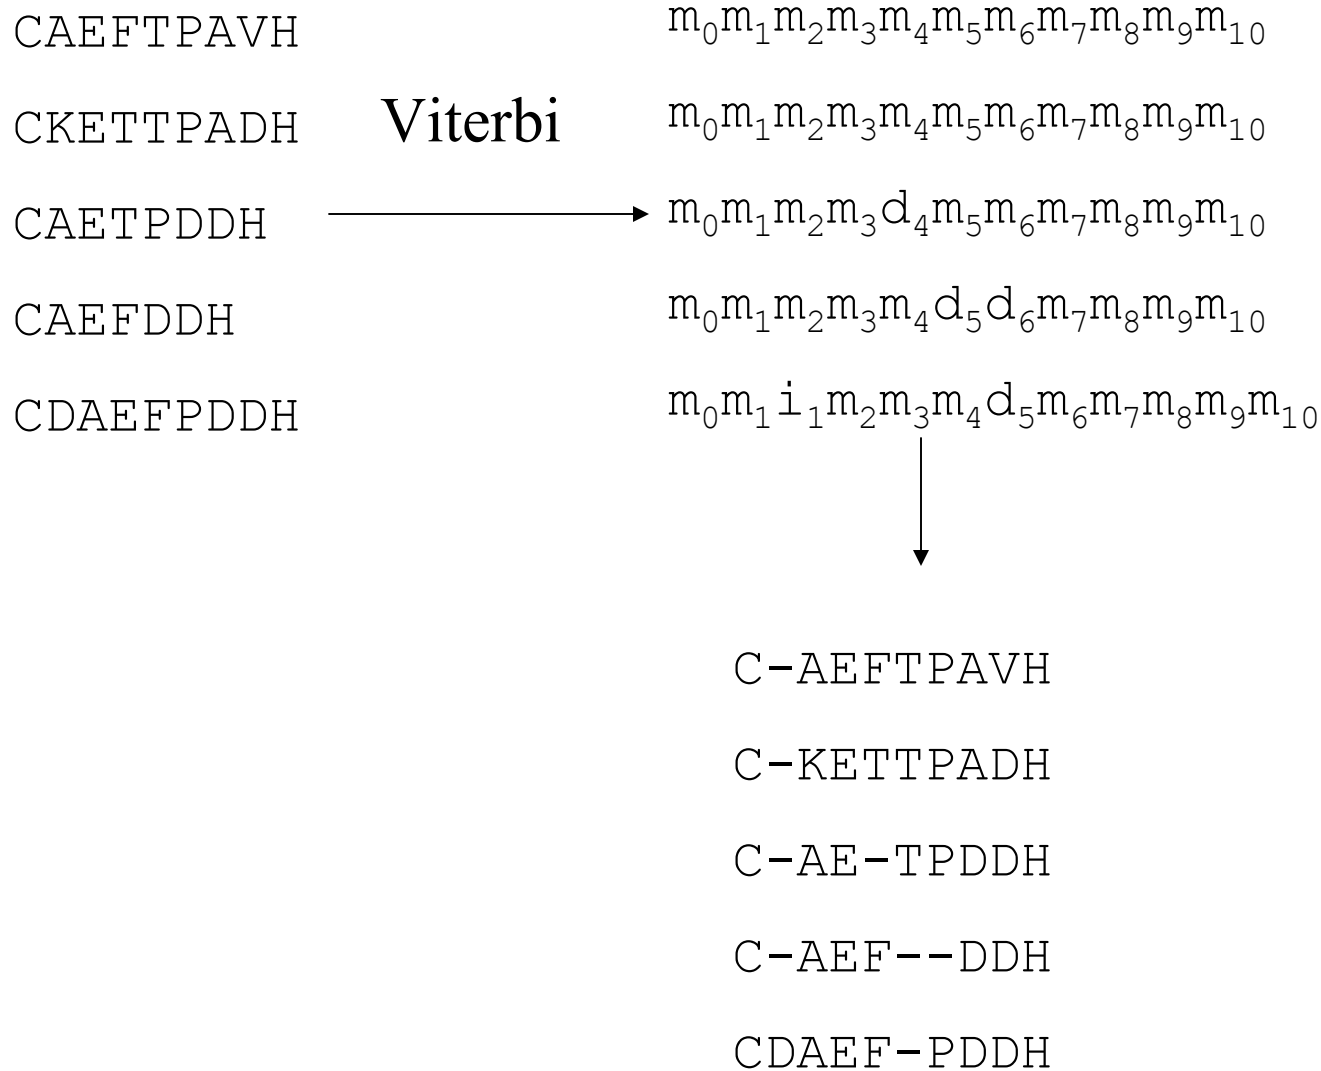 CAEFTPAVH m₀m₁m₂m₃m₄m₅m₆m₇m₈m₉m₁₀
CKETTPADH Viterbi m₀m₁m₂m₃m₄m₅m₆m₇m₈m₉m₁₀
CAETPDDH m₀m₁m₂m₃d₄m₅m₆m₇m₈m₉m₁₀
CAEFDDH m₀m₁m₂m₃m₄d₅d₆m₇m₈m₉m₁₀
CDAEFPDDH m₀m₁i₁m₂m₃m₄d₅m₆m₇m₈m₉m₁₀
C-AEFTPAVH
C-KETTPADH
C-AE-TPDDH
C-AEF--DDH
CDAEF-PDDH